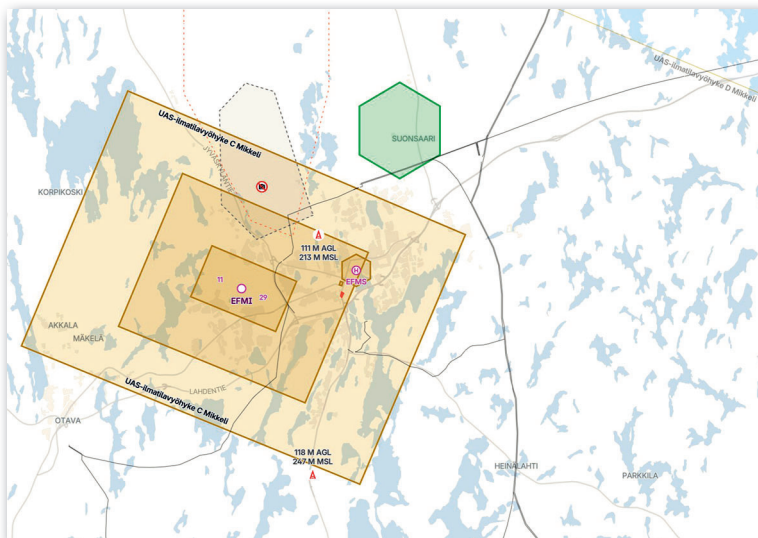 UAS-ilmatilavyöhyke D Mikkeli
UAS-ilmatilavyöhyke C Mikkeli
SUONSAARI
KORPIKOSKI
111 M AGL
213 M MSL
H
EFMS
11
29
EFMI
AKKALA
MÄKELÄ
LAHDENTIE
UAS-ilmatilavyöhyke C Mikkeli
OTAVA
118 M AGL
247 M MSL
HEINÄLAHTI
PARKKILA